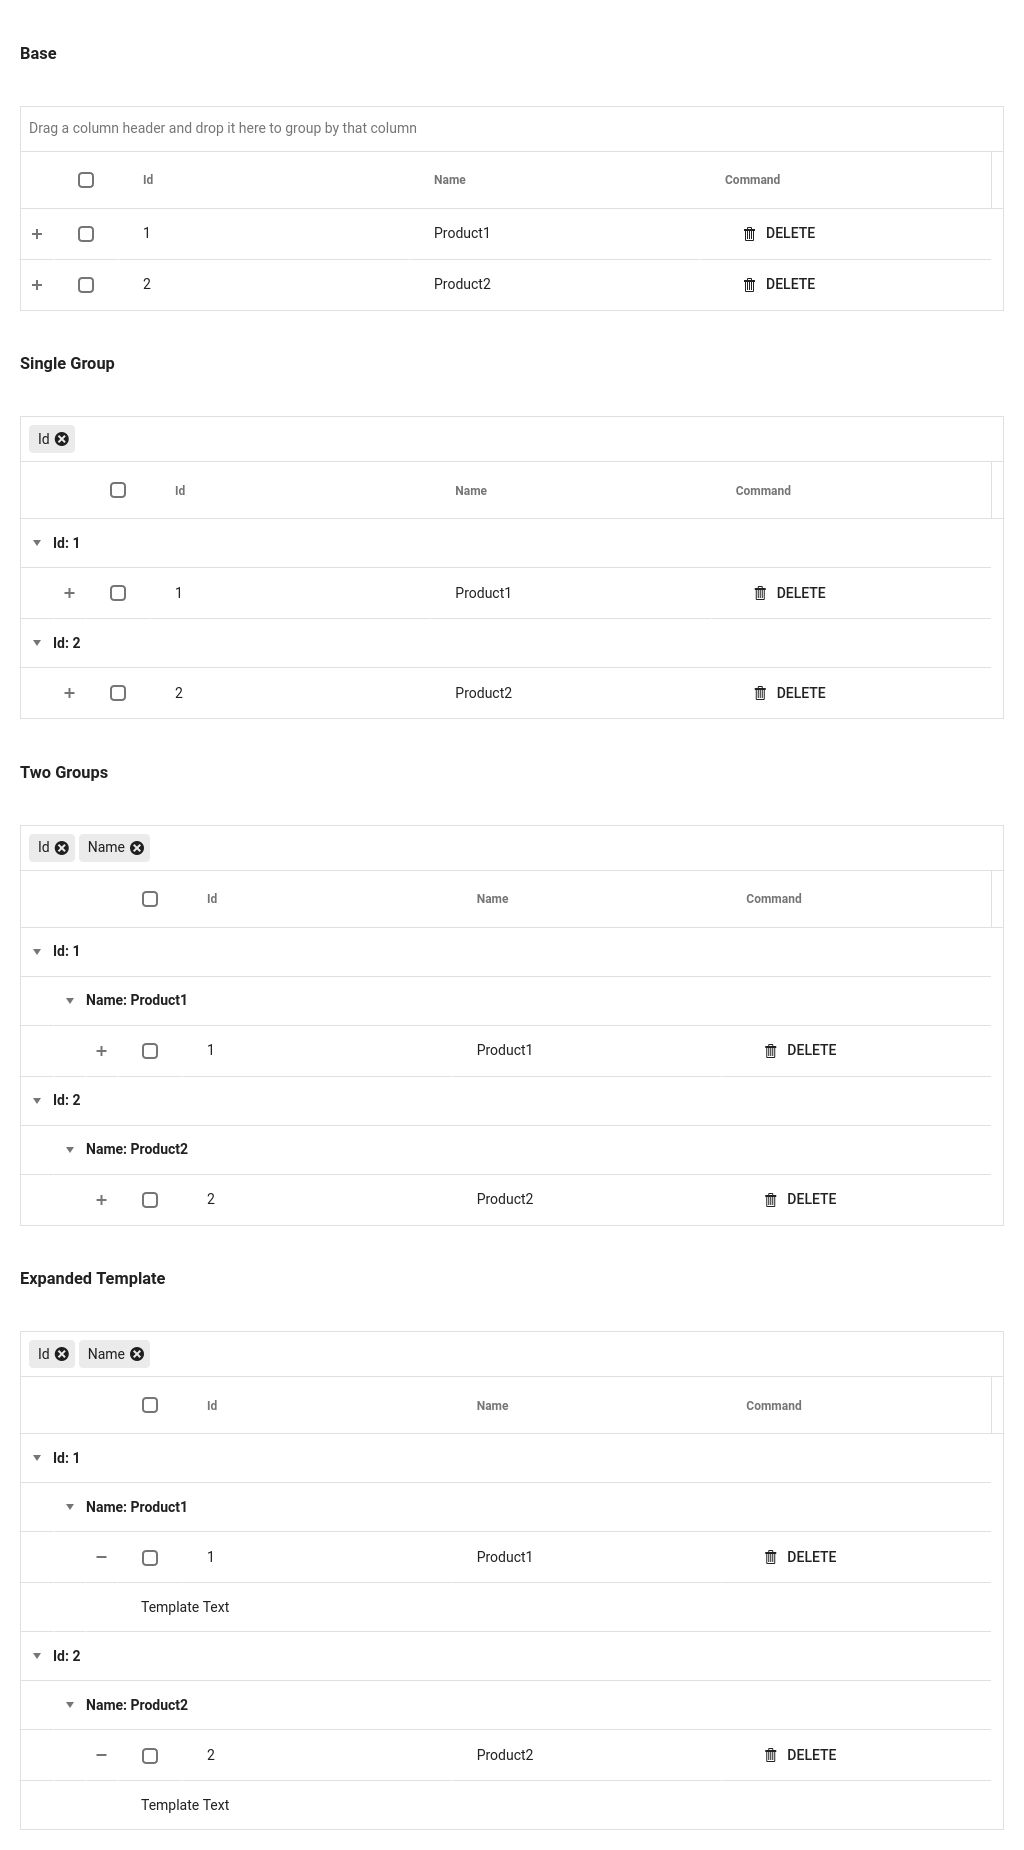 Base
Drag a column header and drop it here to group by that column
Id Name Command
1 Product1 DELETE
2 Product2 DELETE
Single Group
Id
Id Name Command
Id: 1
1 Product1 DELETE
Id: 2
2 Product2 DELETE
Two Groups
Id Name
Id Name Command
Id: 1
Name: Product1
1 Product1 DELETE
Id: 2
Name: Product2
2 Product2 DELETE
Expanded Template
Id Name
Id Name Command
Id: 1
Name: Product1
1 Product1 DELETE
Template Text
Id: 2
Name: Product2
2 Product2 DELETE
Template Text